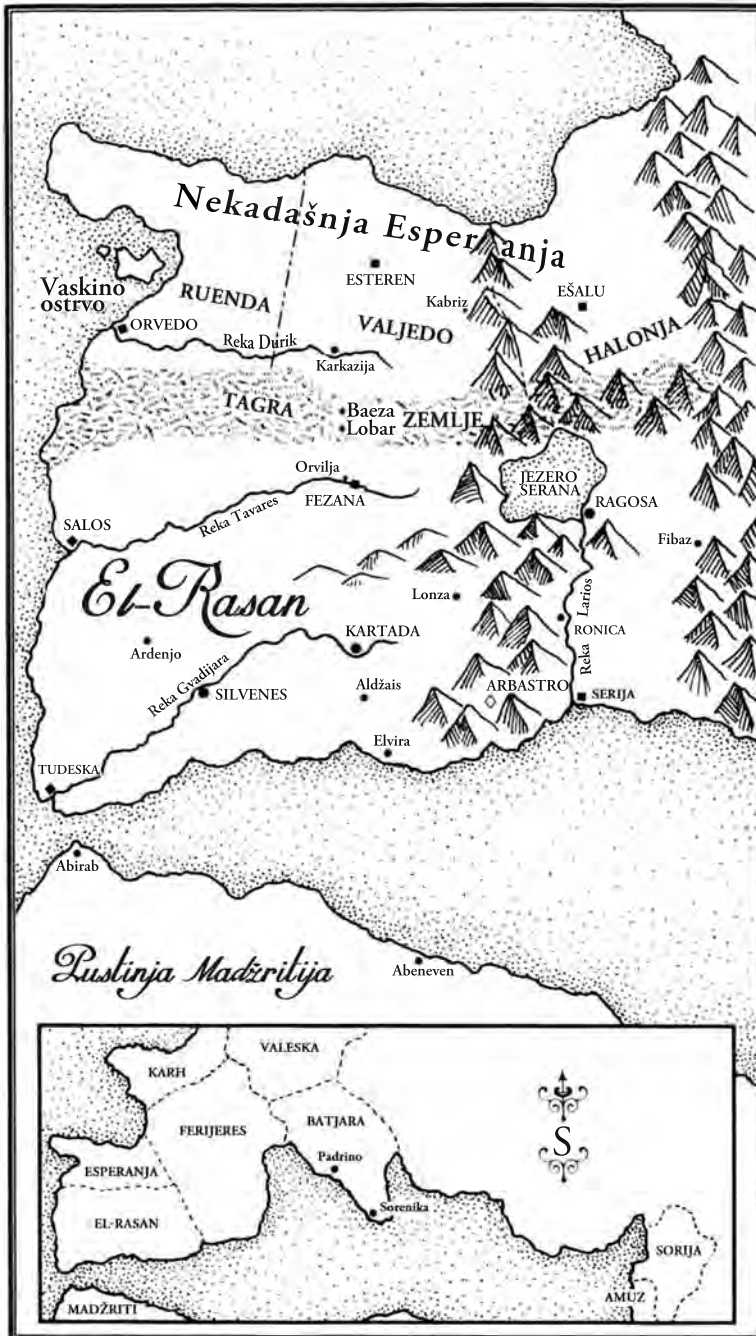 Nekadašnja Esperanja
Vaskino
ostrvo
RUENDA
ESTEREN
VALJEDO
Kabriz
EŠALU
HALONJA
ORVEDO
Reka Durik
Karkazija
TAGRA
ZEMLJE
Baeza
Lobar
Orvilja
FEZANA
Reka Tavares
SALOS
JEZERO
SERANA
RAGOSA
Fibaz
El-Rasan
Lonza
Reka Larios
RONICA
Ardenjo
KARTADA
Reka Gvadijara
SILVENES
Aldžais
ARBASTRO
SERIJA
Elvira
TUDESKA
Abirab
Pustinja Madžritija
Abeneven
VALESKA
KARH
FERIJERES
BATJARA
Padrino
ESPERANJA
Sorenika
EL-RASAN
S
SORIJA
AMUZ
MADŽRITI